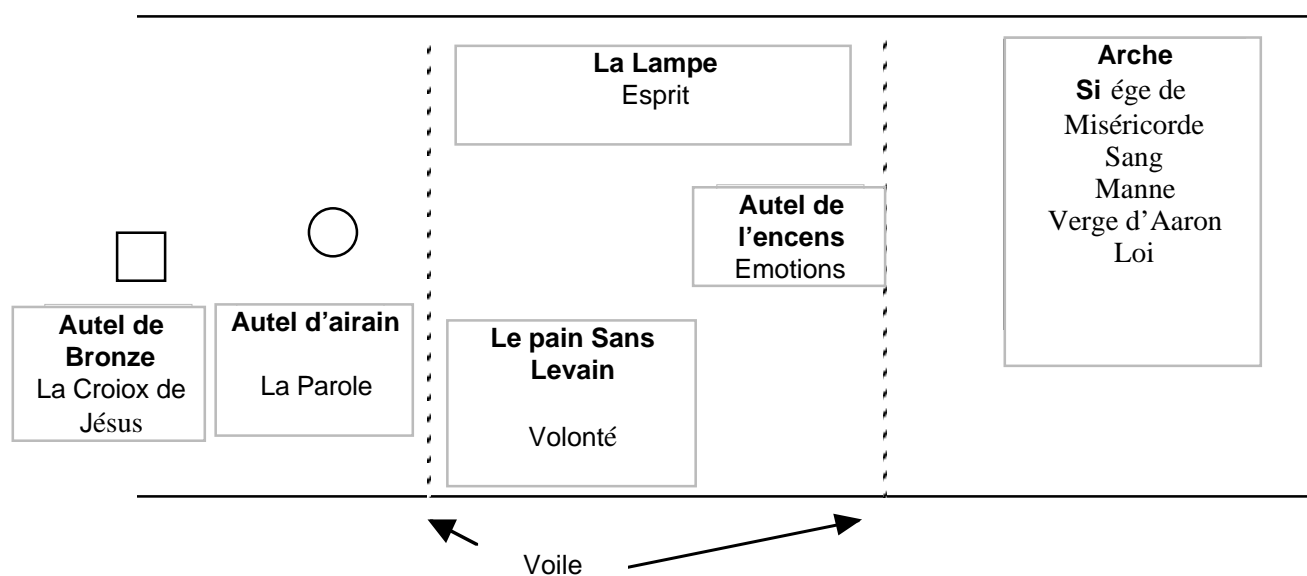 La Lampe
Esprit
Arche
Si ége de
Miséricorde
Sang
Manne
Verge d’Aaron
Loi
Autel de
l’encens
Emotions
Autel de
Bronze
La Croiox de
Jésus
Autel d’airain
La Parole
Le pain Sans
Levain
Volonté
Voile